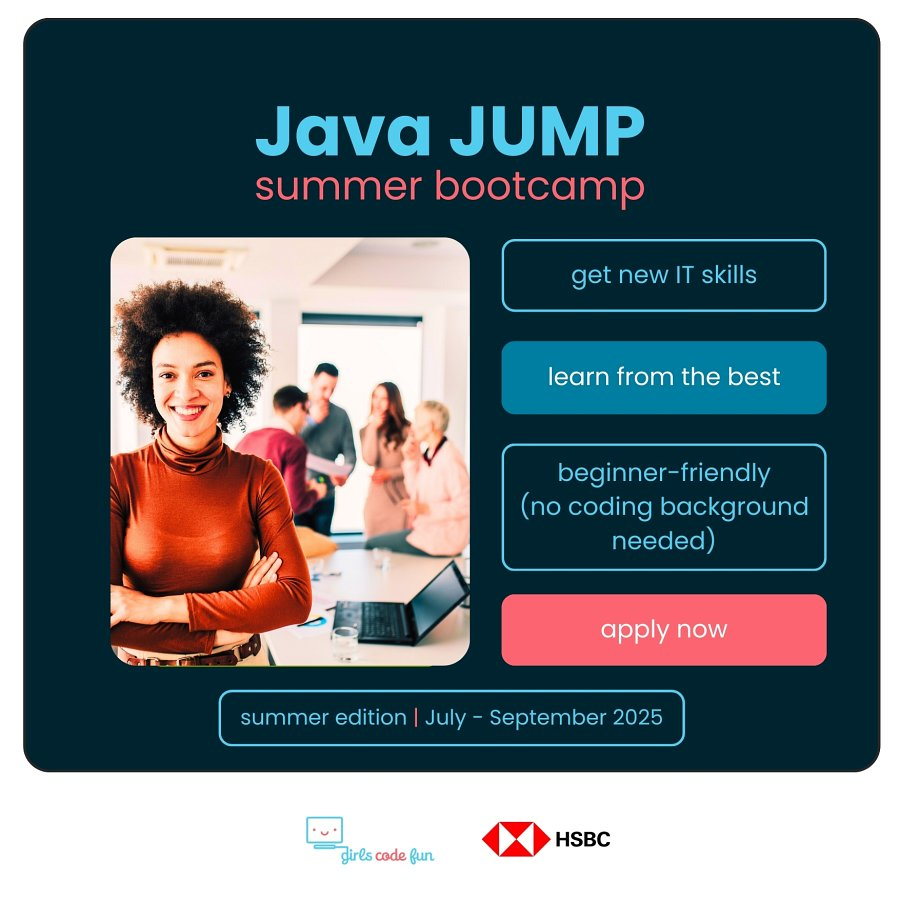 Java JUMP
summer bootcamp
get new IT skills
learn from the best
beginner-friendly
(no coding background
needed)
apply now
summer edition | July - September 2025
girls code fun
HSBC